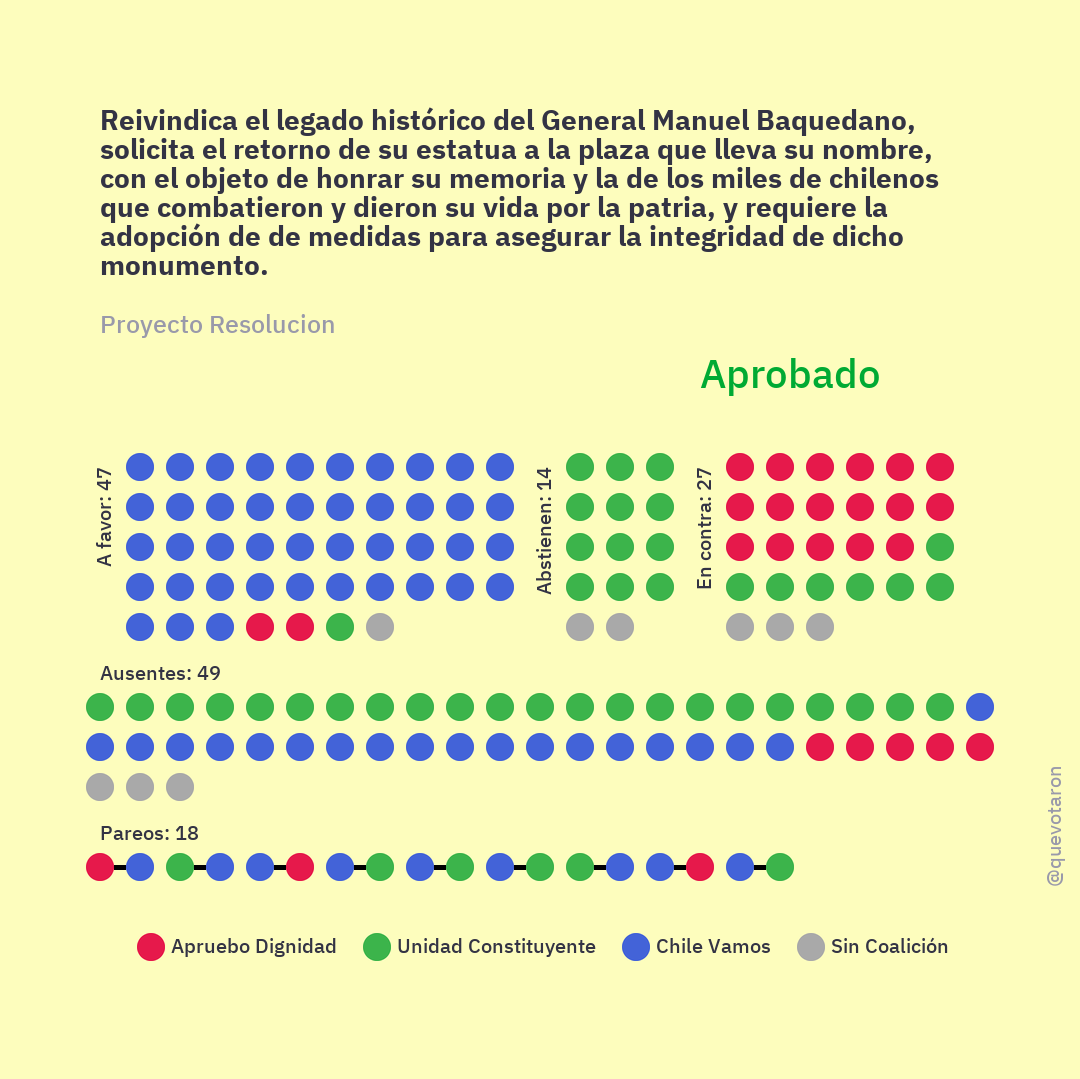 Reivindica el legado histórico del General Manuel Baquedano,
solicita el retorno de su estatua a la plaza que lleva su nombre,
con el objeto de honrar su memoria y la de los miles de chilenos
que combatieron y dieron su vida por la patria, y requiere la
adopción de de medidas para asegurar la integridad de dicho
monumento.
Proyecto Resolucion
Aprobado
A favor: 47
Abstienen: 14
En contra: 27
Ausentes: 49
Pareos: 18
@quevotaron
Apruebo Dignidad
Unidad Constituyente
Chile Vamos
Sin Coalición